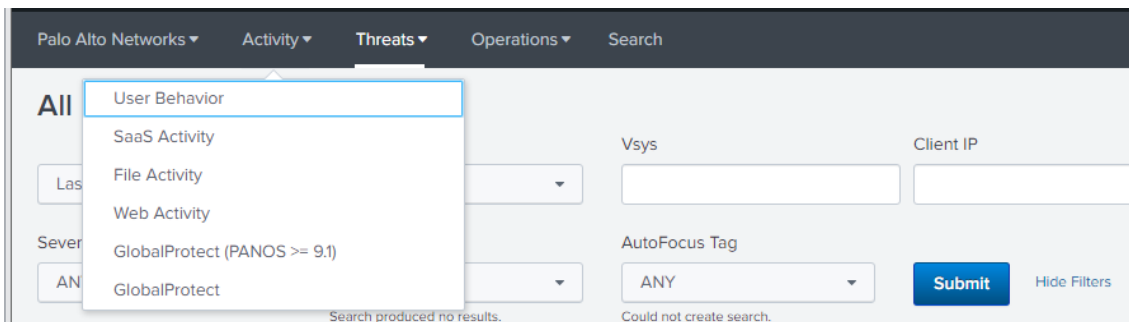 Palo Alto Networks Activity Threats Operations Search
All
User Behavior
SaaS Activity
File Activity
Web Activity
GlobalProtect (PANOS >= 9.1)
GlobalProtect
Vsys Client IP
Las
Sever AutoFocus Tag
AN ANY Submit Hide Filters
Search produced no results. Could not create search.